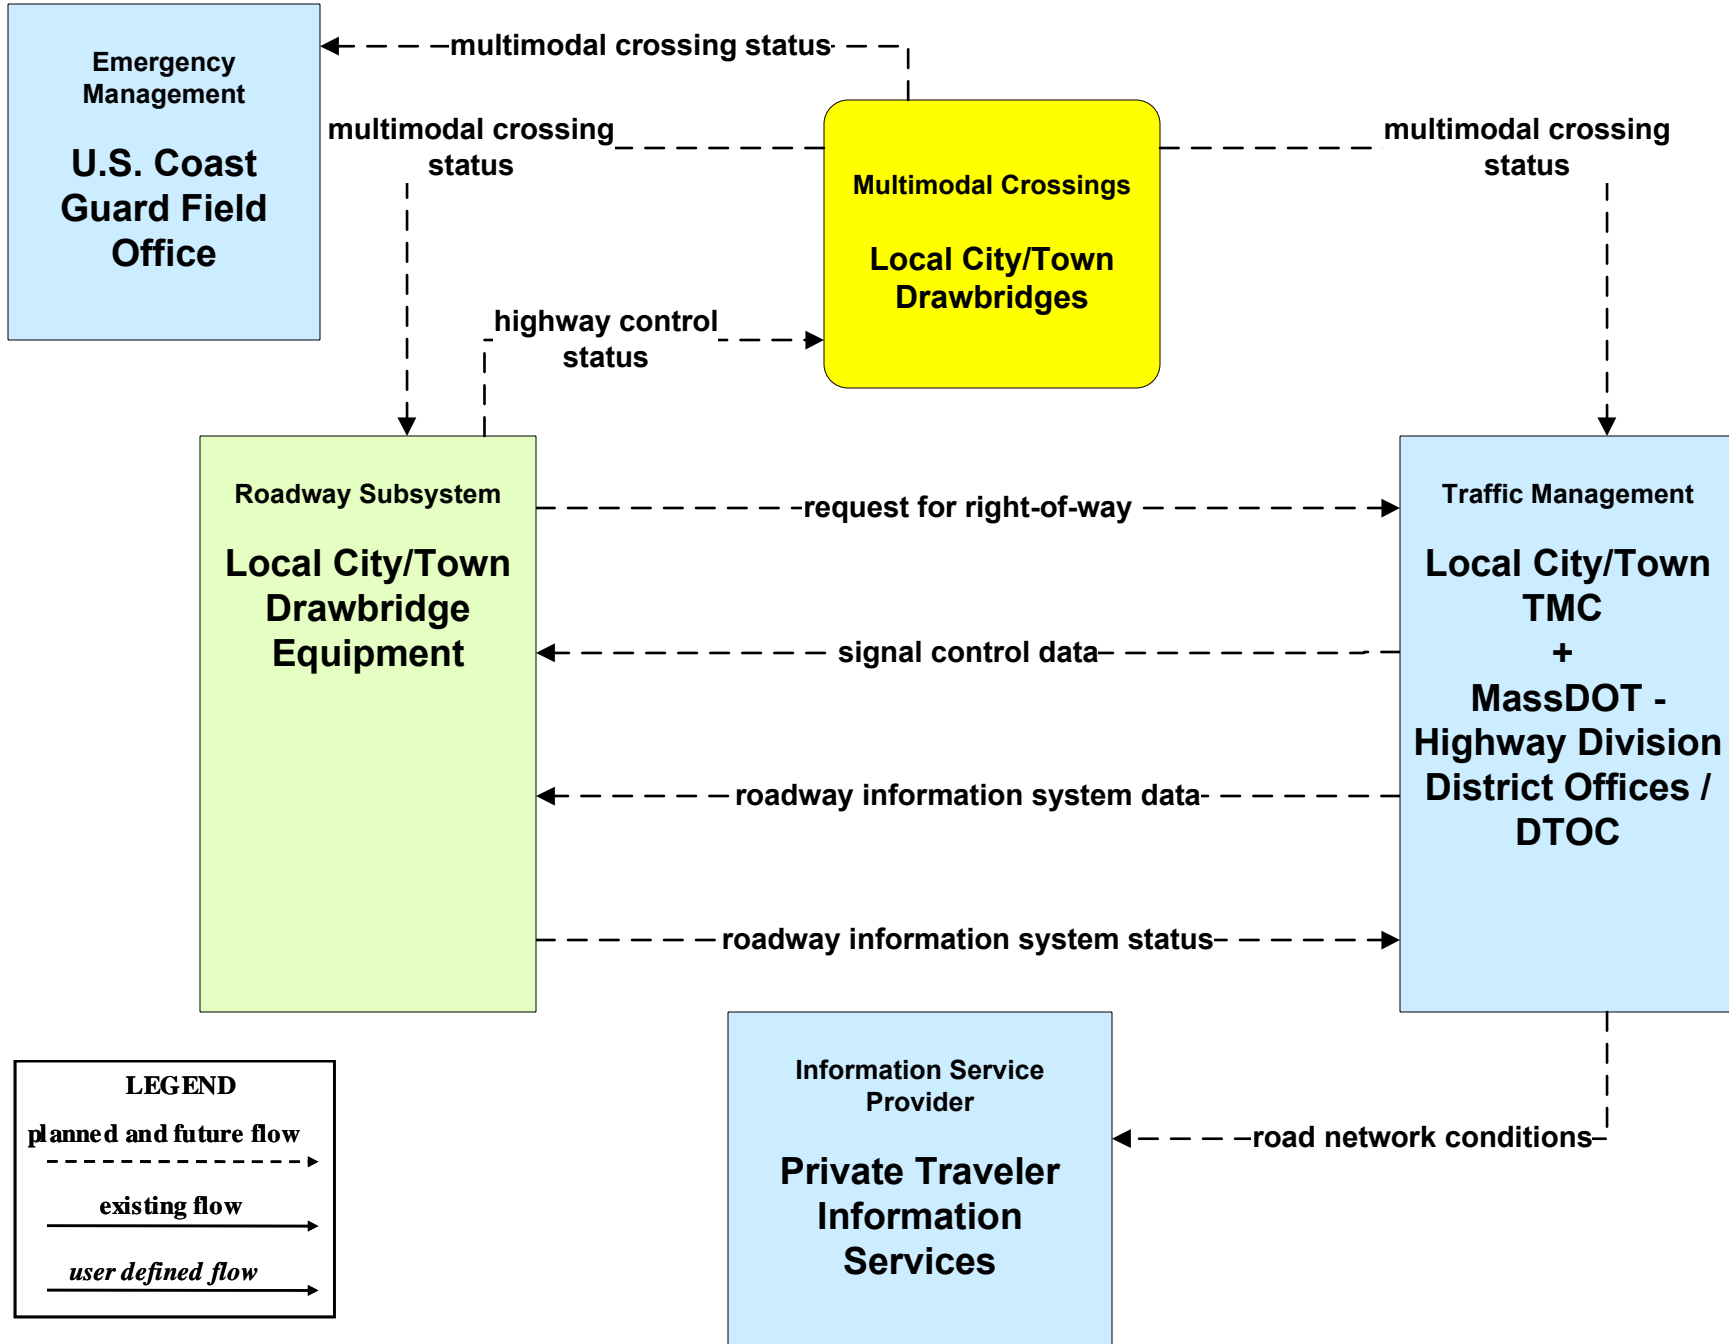 Emergency
Management
U.S. Coast
Guard Field
Office
multimodal crossing status
multimodal crossing
status
multimodal crossing
status
Multimodal Crossings
Local City/Town
Drawbridges
highway control
status
Roadway Subsystem
Local City/Town
Drawbridge
Equipment
request for right-of-way
signal control data
roadway information system data
roadway information system status
Traffic Management
Local City/Town
TMC
+
MassDOT -
Highway Division
District Offices /
DTOC
Information Service
Provider
Private Traveler
Information
Services
road network conditions
LEGEND
planned and future flow
existing flow
user defined flow